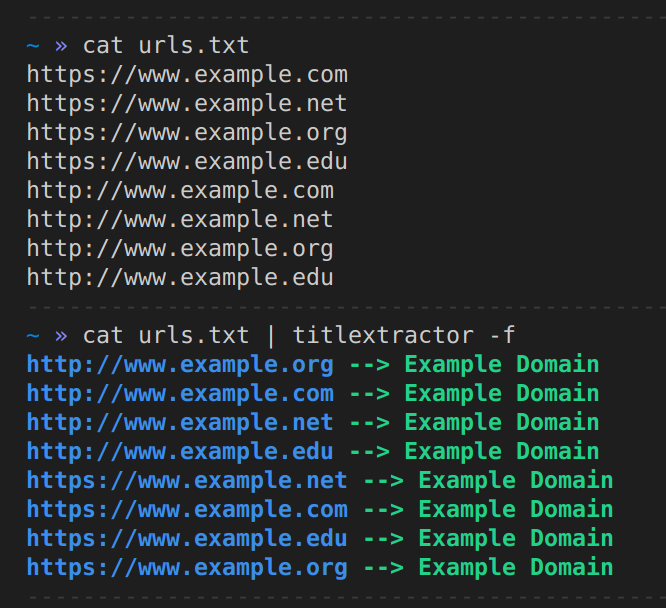 ~ » cat urls.txt
https://www.example.com
https://www.example.net
https://www.example.org
https://www.example.edu
http://www.example.com
http://www.example.net
http://www.example.org
http://www.example.edu
~ » cat urls.txt | titlextractor -f
http://www.example.org --> Example Domain
http://www.example.com --> Example Domain
http://www.example.net --> Example Domain
http://www.example.edu --> Example Domain
https://www.example.net --> Example Domain
https://www.example.com --> Example Domain
https://www.example.edu --> Example Domain
https://www.example.org --> Example Domain